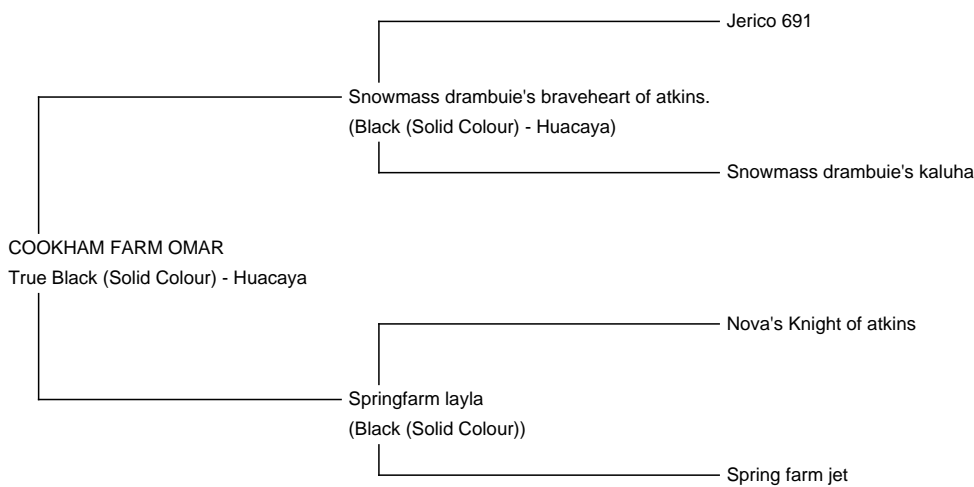 Jerico 691
Snowmass drambuie's braveheart of atkins.
(Black (Solid Colour) - Huacaya)
Snowmass drambuie's kaluha
COOKHAM FARM OMAR
True Black (Solid Colour) - Huacaya
Nova's Knight of atkins
Springfarm layla
(Black (Solid Colour))
Spring farm jet